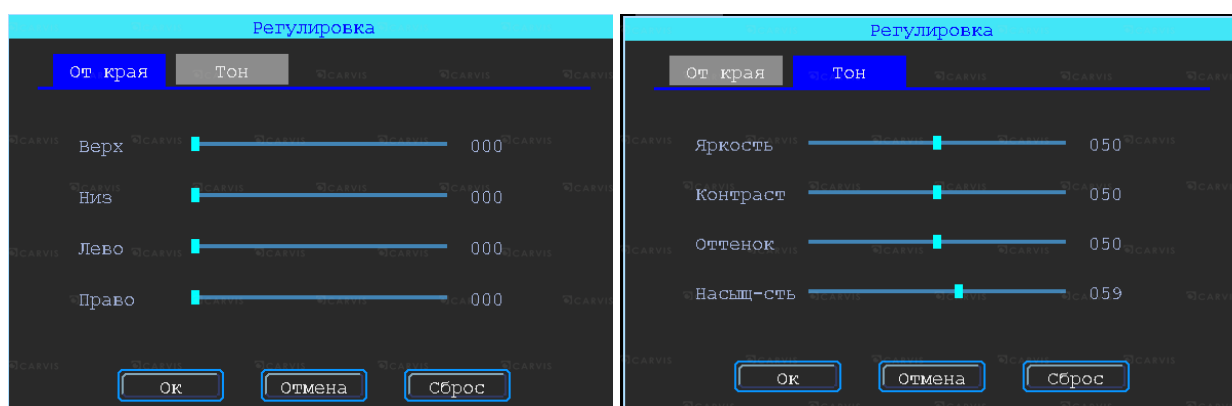 Регулировка
От края Тон
Верх 000
Низ 000
Лево 000
Право 000
Ок Отмена Сброс
Регулировка
От края Тон
Яркость 050
Контраст 050
Оттенок 050
Насыщ-сть 059
Ок Отмена Сброс
CARVIS